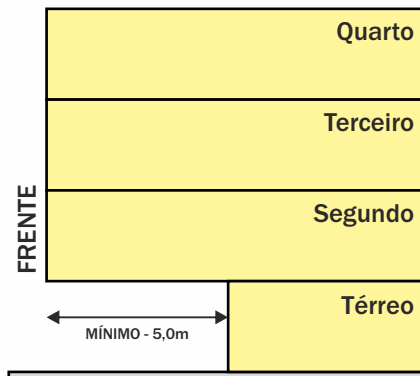 Quarto
Terceiro
Segundo
FRENTE
Térreo
MÍNIMO - 5,0m